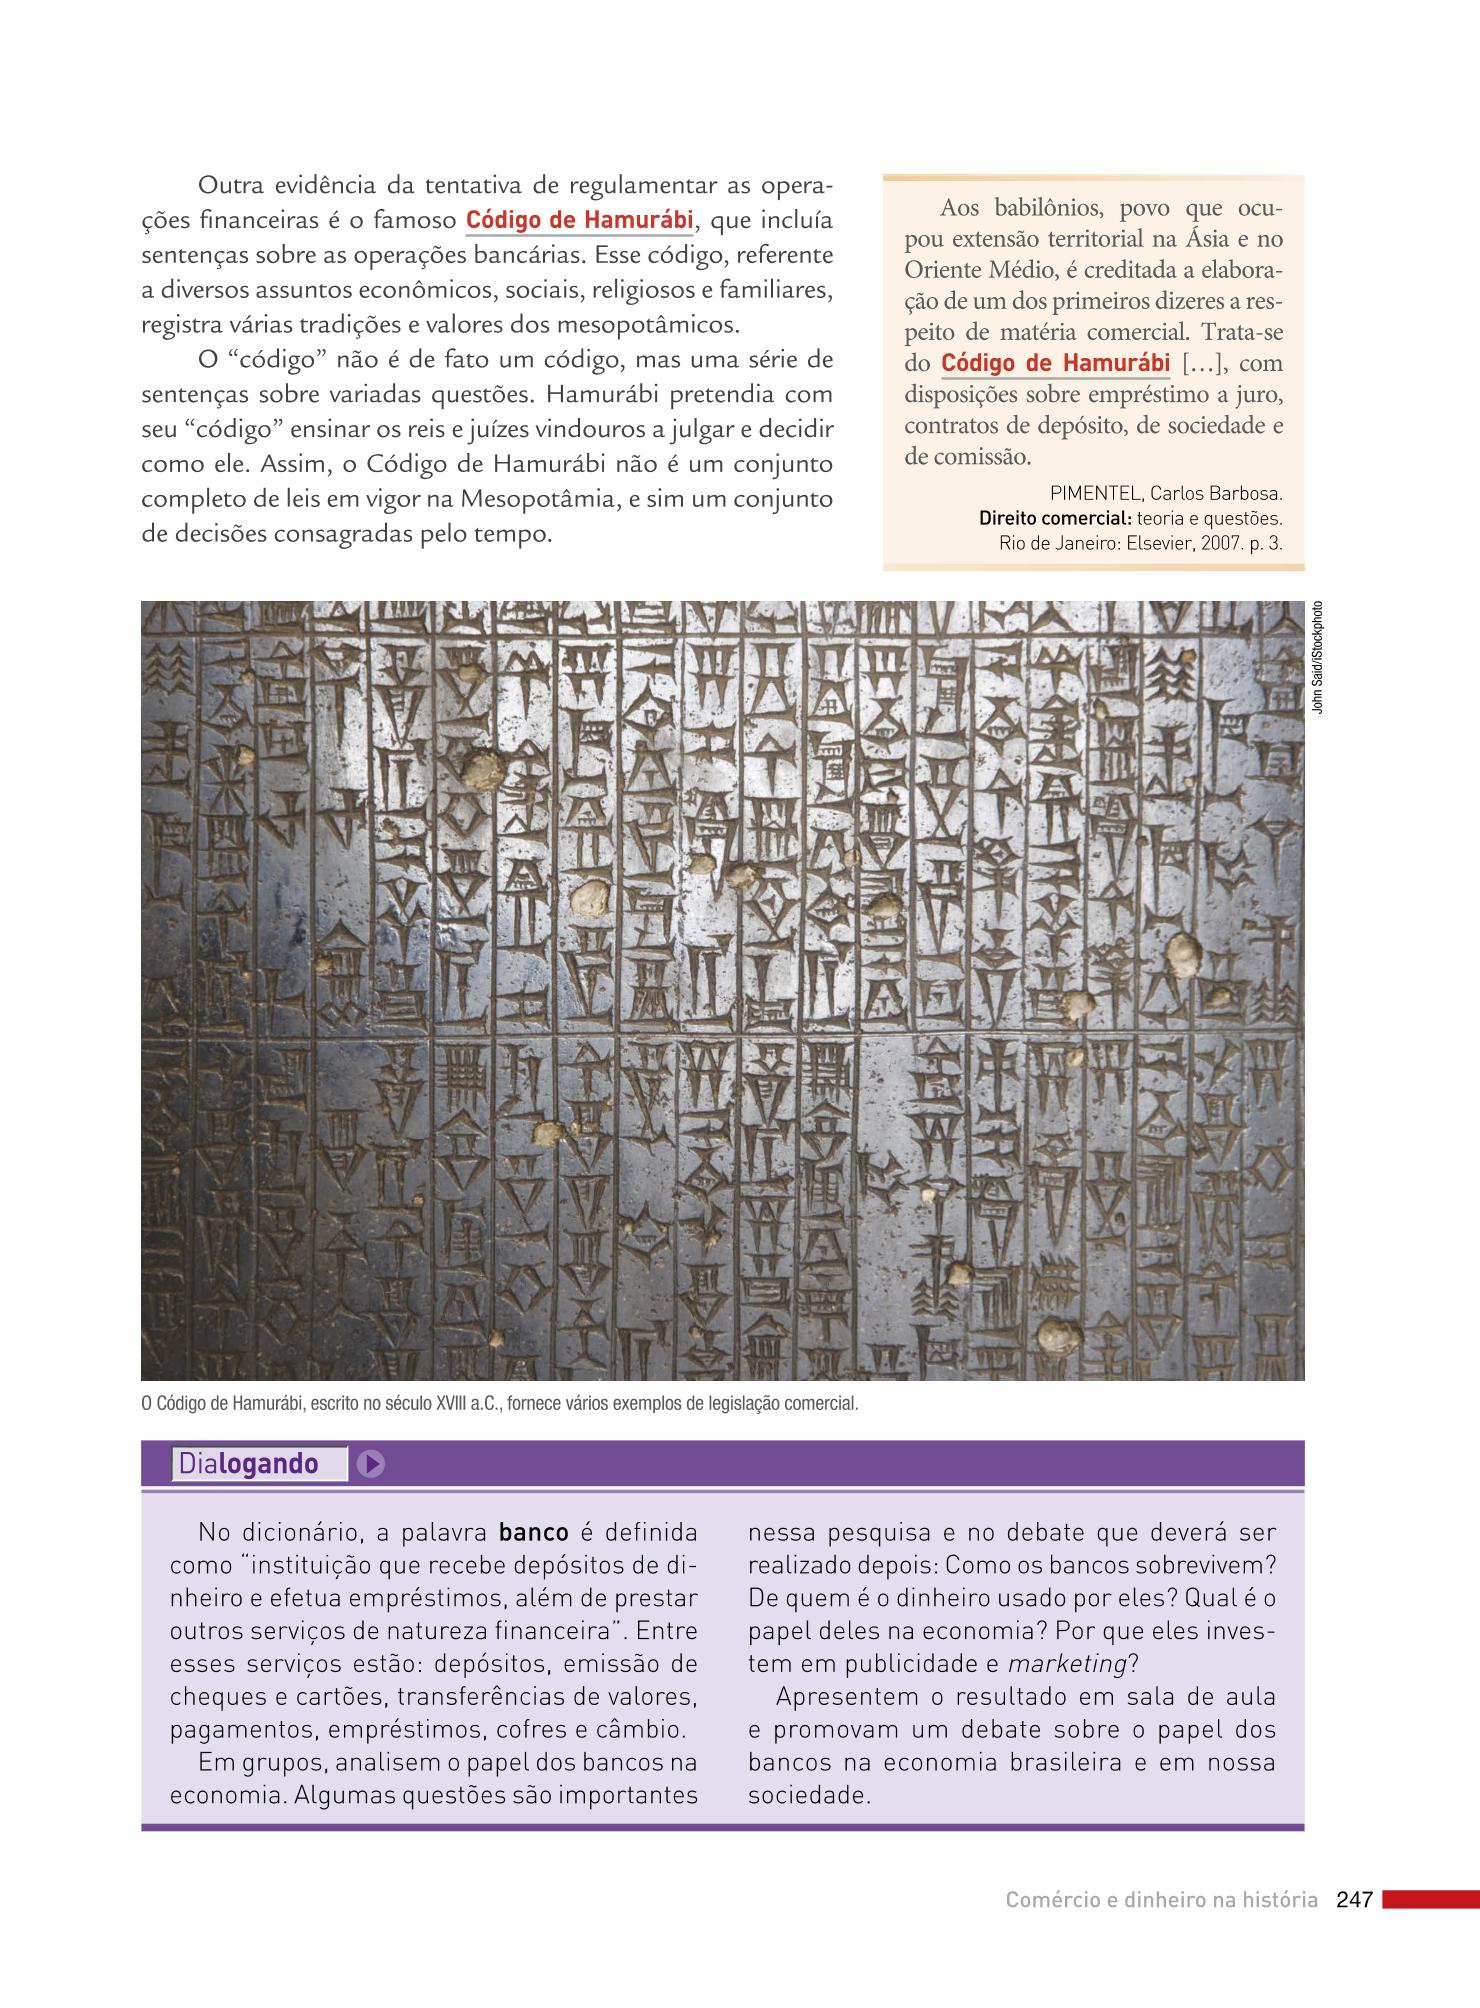 Outra evidência da tentativa de regulamentar as opera-
ções financeiras é o famoso Código de Hamurábi, que incluía
sentenças sobre as operações bancárias. Esse código, referente
a diversos assuntos econômicos, sociais, religiosos e familiares,
registra várias tradições e valores dos mesopotâmicos.
O “código” não é de fato um código, mas uma série de
sentenças sobre variadas questões. Hamurábi pretendia com
seu “código” ensinar os reis e juízes vindouros a julgar e decidir
como ele. Assim, o Código de Hamurábi não é um conjunto
completo de leis em vigor na Mesopotâmia, e sim um conjunto
de decisões consagradas pelo tempo.
Aos babilônios, povo que ocu-
pou extensão territorial na Ásia e no
Oriente Médio, é creditada a elabora-
ção de um dos primeiros dizeres a res-
peito de matéria comercial. Trata-se
do Código de Hamurábi [...], com
disposições sobre empréstimo a juro,
contratos de depósito, de sociedade e
de comissão.
PIMENTEL, Carlos Barbosa.
Direito comercial: teoria e questões.
Rio de Janeiro: Elsevier, 2007. p. 3.
John Said/iStockphoto
O Código de Hamurábi, escrito no século XVIII a.C., fornece vários exemplos de legislação comercial.
Dialogando
No dicionário, a palavra banco é definida
como “instituição que recebe depósitos de di-
nheiro e efetua empréstimos, além de prestar
outros serviços de natureza financeira”. Entre
esses serviços estão: depósitos, emissão de
cheques e cartões, transferências de valores,
pagamentos, empréstimos, cofres e câmbio.
Em grupos, analisem o papel dos bancos na
economia. Algumas questões são importantes
nessa pesquisa e no debate que deverá ser
realizado depois: Como os bancos sobrevivem?
De quem é o dinheiro usado por eles? Qual é o
papel deles na economia? Por que eles inves-
tem em publicidade e marketing?
Apresentem o resultado em sala de aula
e promovam um debate sobre o papel dos
bancos na economia brasileira e em nossa
sociedade.
Comércio e dinheiro na história 247